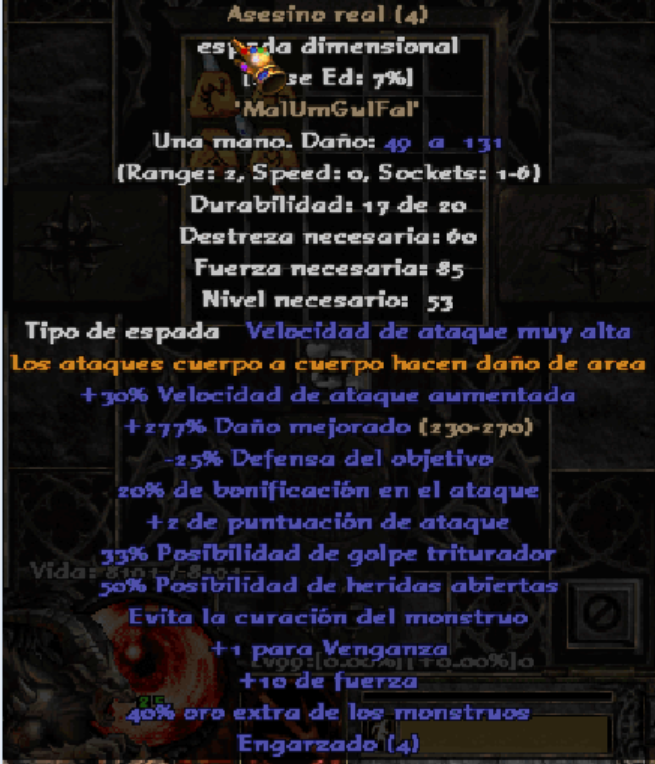 Asesino real (4)
espada dimensional
Ed: 7%]
'MalUmGulFal'
Una mano. Daño: 49 a 131
(Range: 2, Speed: 0, Sockets: 1-6)
Durabilidad: 17 de 20
Destreza necesaria: 60
Fuerza necesaria: 85
Nivel necesario: 53
Tipo de espada Velocidad de ataque muy alta
Los ataques cuerpo a cuerpo hacen daño de area
+30% Velocidad de ataque aumentada
+277% Daño mejorado (230-270)
-25% Defensa del objetivo
20% de bonificación en el ataque
+2 de puntuación de ataque
33% Posibilidad de golpe triturador
50% Posibilidad de heridas abiertas
Vida:
Evita la curación del monstruo
+1 para Venganza
+10 de fuerza
40% oro extra de los monstruos
Engarzado (4)